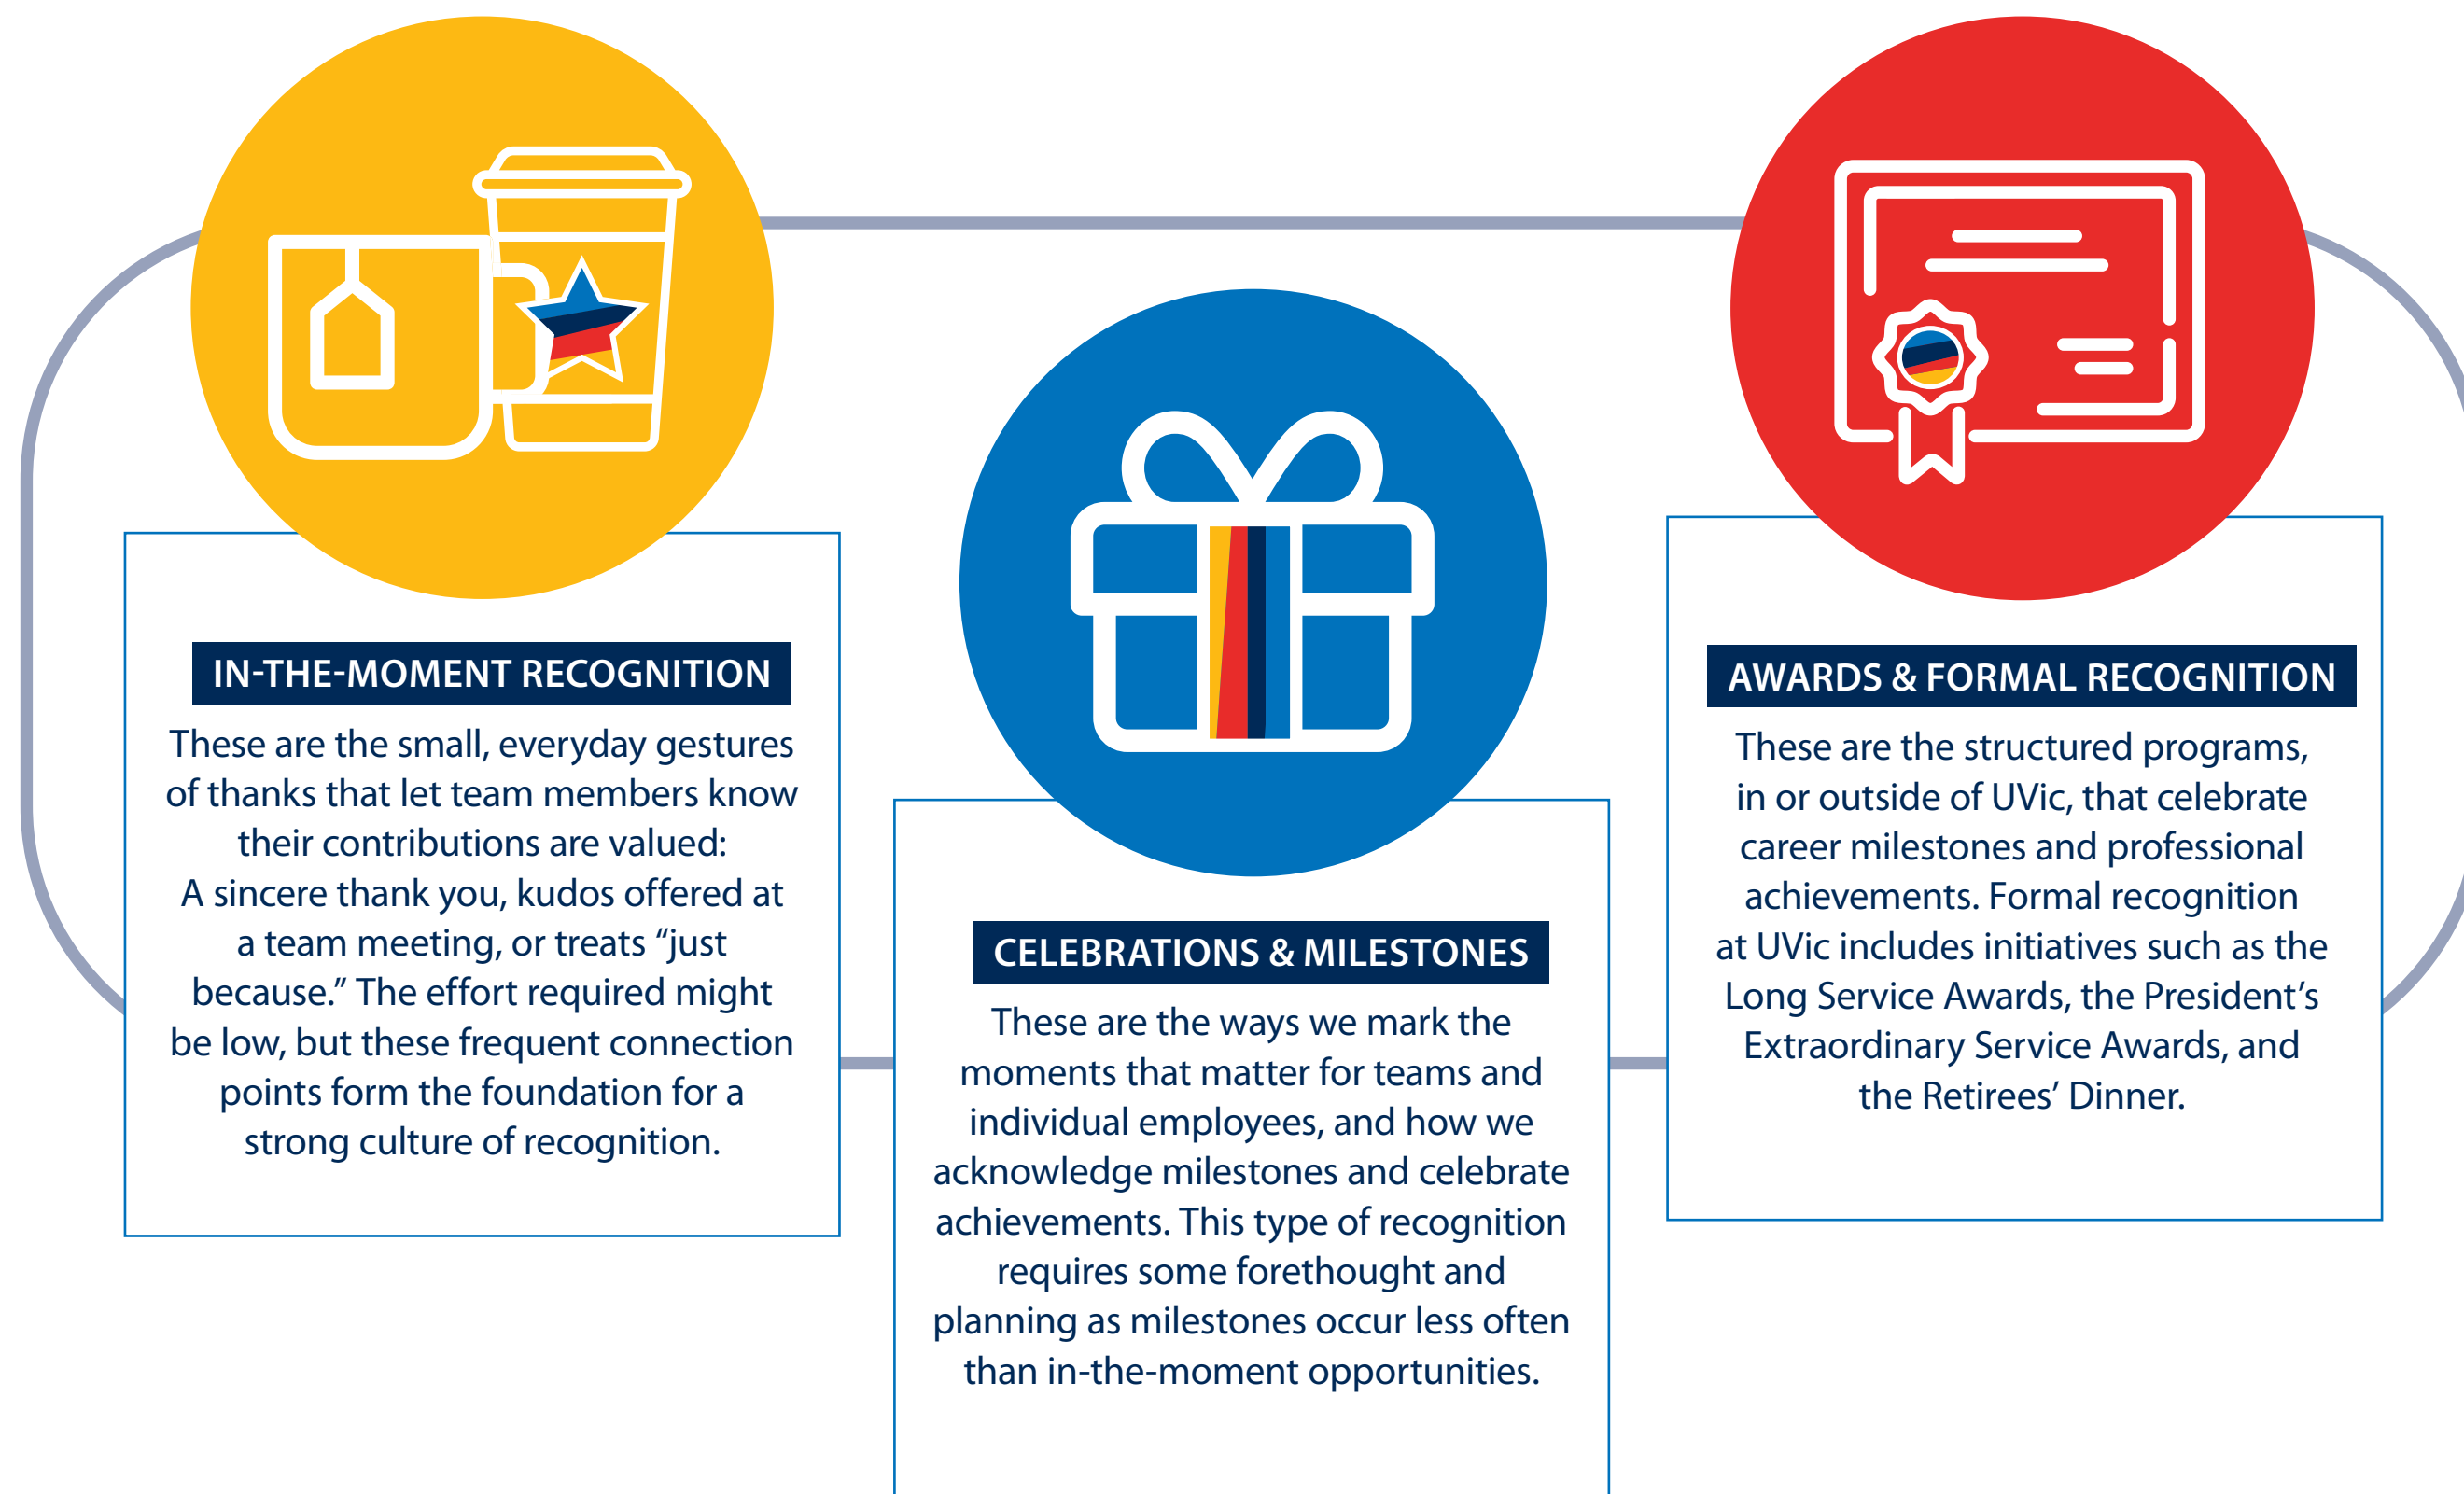 IN-THE-MOMENT RECOGNITION
These are the small, everyday gestures
of thanks that let team members know
their contributions are valued:
A sincere thank you, kudos offered at
a team meeting, or treats “just
because.” The effort required might
be low, but these frequent connection
points form the foundation for a
strong culture of recognition.
CELEBRATIONS & MILESTONES
These are the ways we mark the
moments that matter for teams and
individual employees, and how we
acknowledge milestones and celebrate
achievements. This type of recognition
requires some forethought and
planning as milestones occur less often
than in-the-moment opportunities.
AWARDS & FORMAL RECOGNITION
These are the structured programs,
in or outside of UVic, that celebrate
career milestones and professional
achievements. Formal recognition
at UVic includes initiatives such as the
Long Service Awards, the President’s
Extraordinary Service Awards, and
the Retirees’ Dinner.